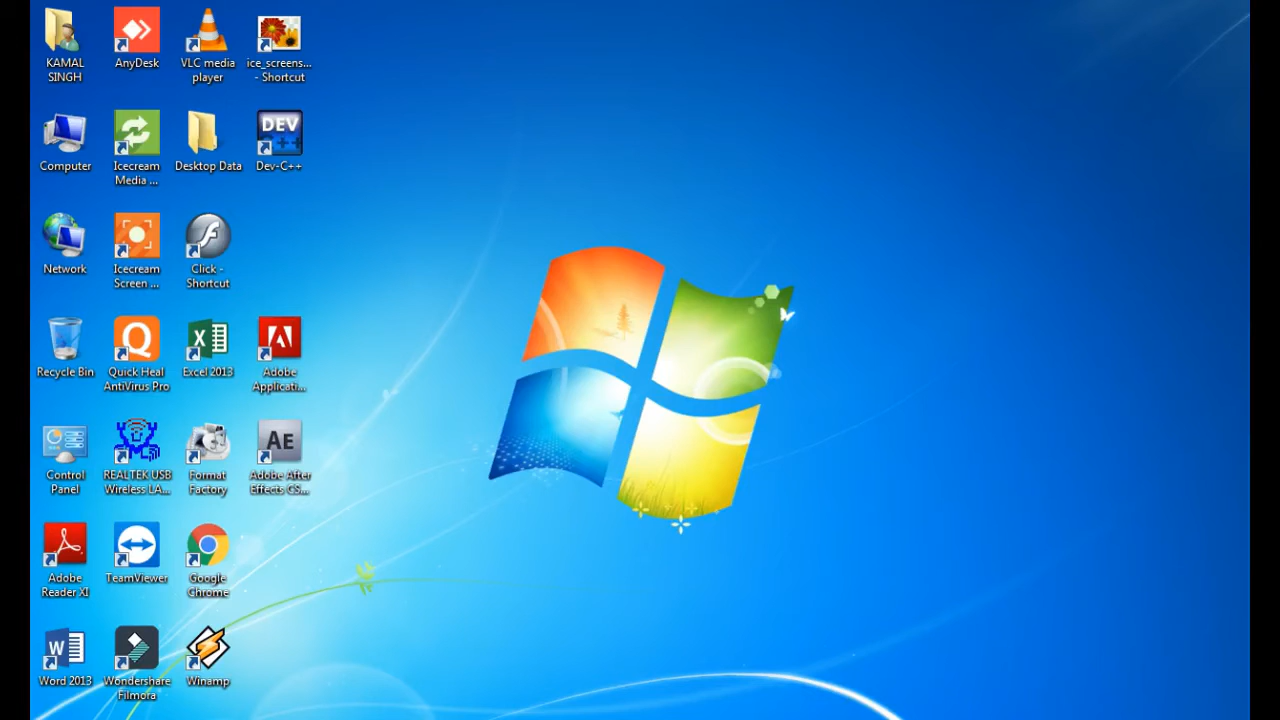 KAMAL
SINGH
AnyDesk
VLC media
player
ice_screens...
- Shortcut
Computer
Icecream
Media ...
Desktop Data
DEV
Dev-C++
Network
Icecream
Screen ...
Click -
Shortcut
Recycle Bin
Quick Heal
AntiVirus Pro
Excel 2013
Adobe
Applicati...
Control
Panel
REALTEK USB
Wireless LA...
Format
Factory
AE
Adobe After
Effects CS...
Adobe
Reader XI
TeamViewer
Google
Chrome
W
Word 2013
Wondershare
Filmora
Winamp